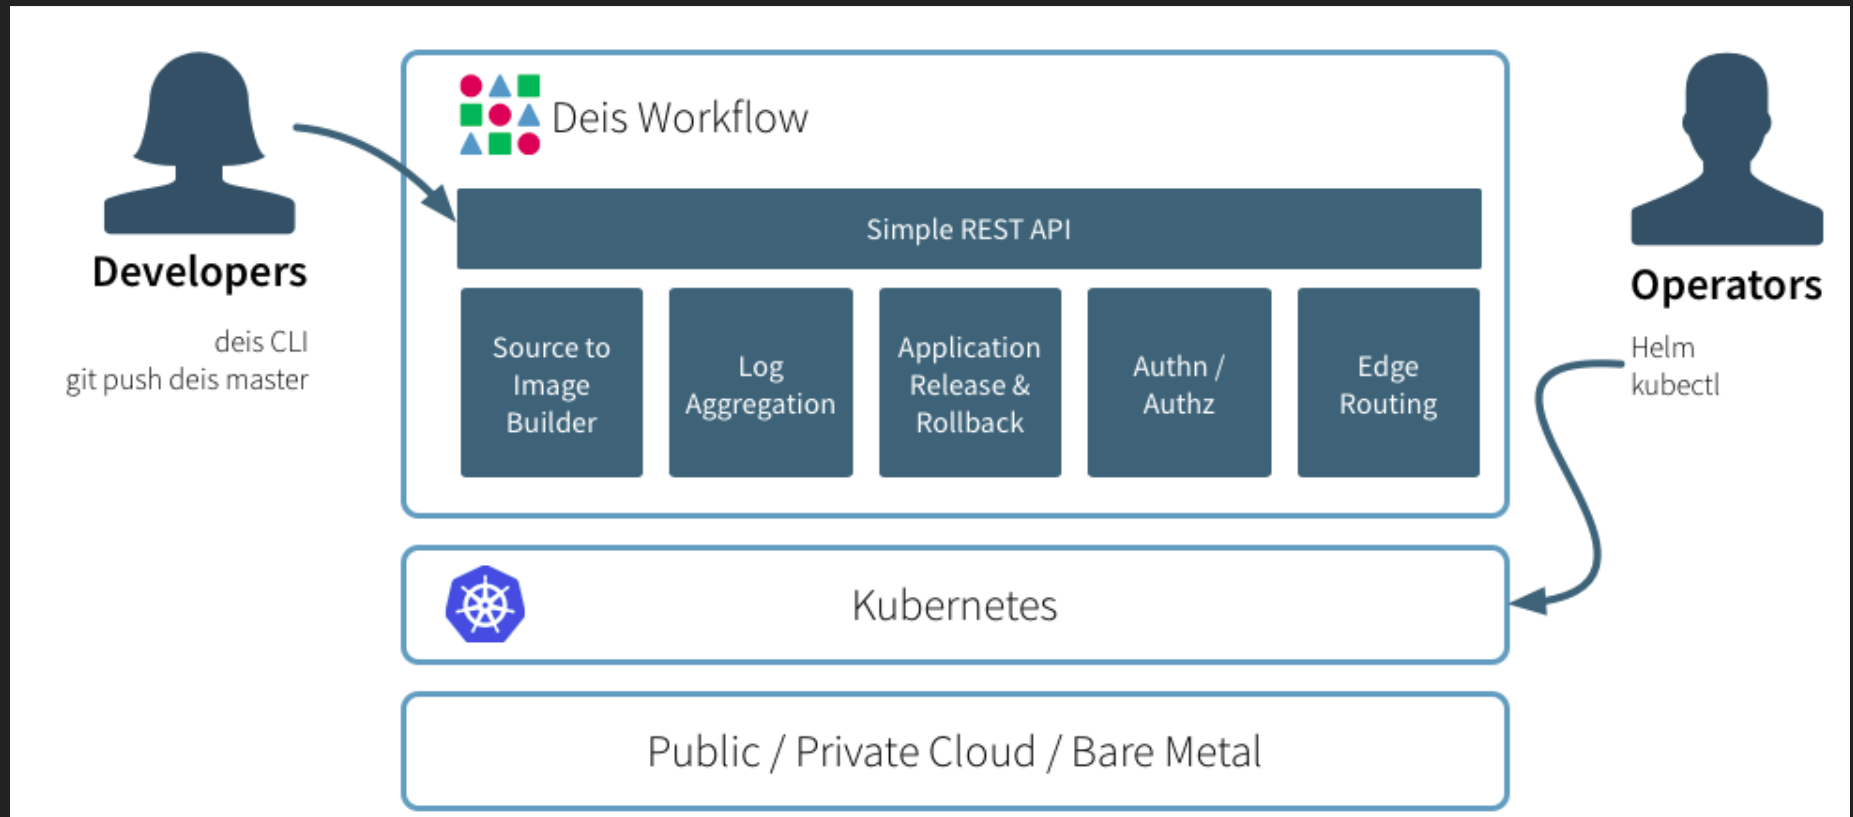 Deis Workflow
Simple REST API
Developers
deis CLI
git push deis master
Source to
Image
Builder
Log
Aggregation
Application
Release &
Rollback
Authn /
Authz
Edge
Routing
Operators
Helm
kubectl
Kubernetes
Public / Private Cloud / Bare Metal